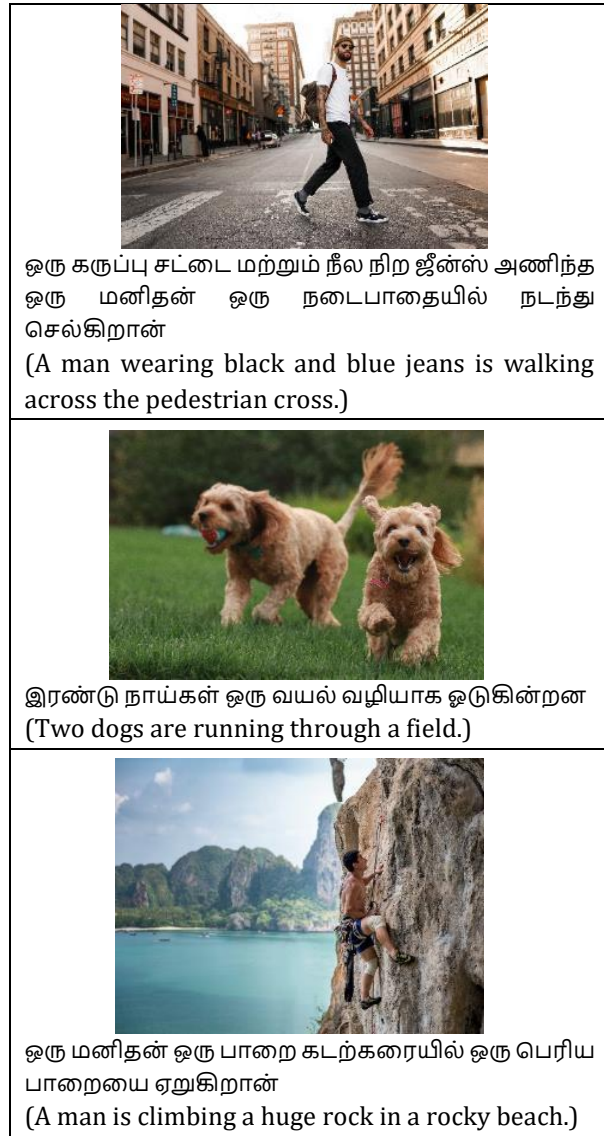 ஒரு கருப்பு சட்டை மற்றும் நீல நிற ஜீன்ஸ் அணிந்த
ஒரு மனிதன் ஒரு நடைபாதையில் நடந்து
செல்கிறான்
(A man wearing black and blue jeans is walking
across the pedestrian cross.)
இரண்டு நாய்கள் ஒரு வயல் வழியாக ஓடுகின்றன
(Two dogs are running through a field.)
ஒரு மனிதன் ஒரு பாறை கடற்கரையில் ஒரு பெரிய
பாறையை ஏறுகிறான்
(A man is climbing a huge rock in a rocky beach.)